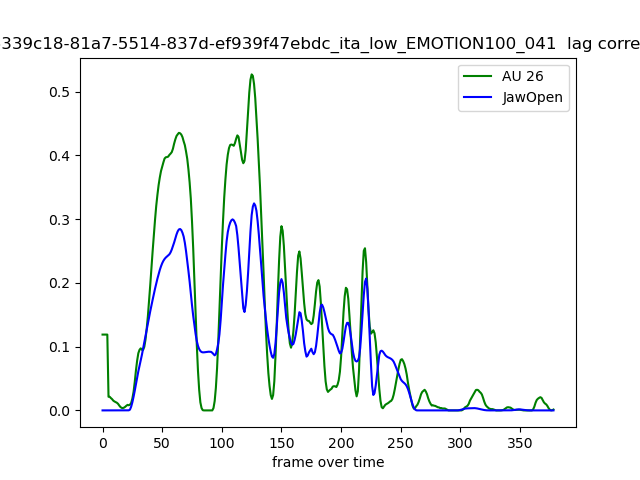 339c18-81a7-5514-837d-ef939f47ebdc_ita_low_EMOTION100_041 lag corre
AU 26
JawOpen
0.5
0.4
0.3
0.2
0.1
0.0
0 50 100 150 200 250 300 350
frame over time